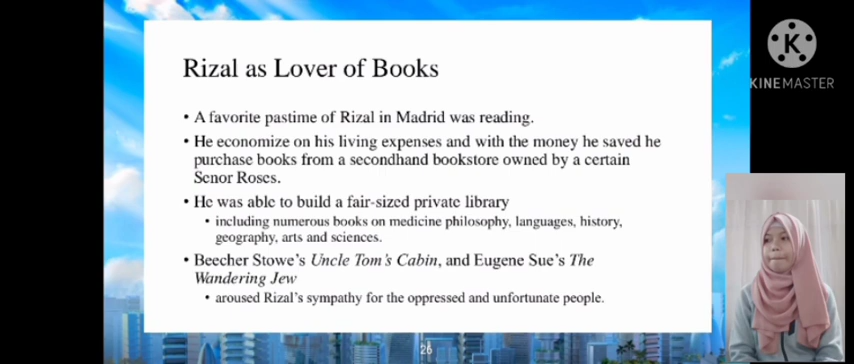 Rizal as Lover of Books
• A favorite pastime of Rizal in Madrid was reading.
• He economize on his living expenses and with the money he saved he
purchase books from a secondhand bookstore owned by a certain
Senor Roses.
• He was able to build a fair-sized private library
• including numerous books on medicine philosophy, languages, history,
geography, arts and sciences.
• Beecher Stowe's Uncle Tom's Cabin, and Eugene Sue's The
Wandering Jew
• aroused Rizal's sympathy for the oppressed and unfortunate people.
26
K
KINEMASTER